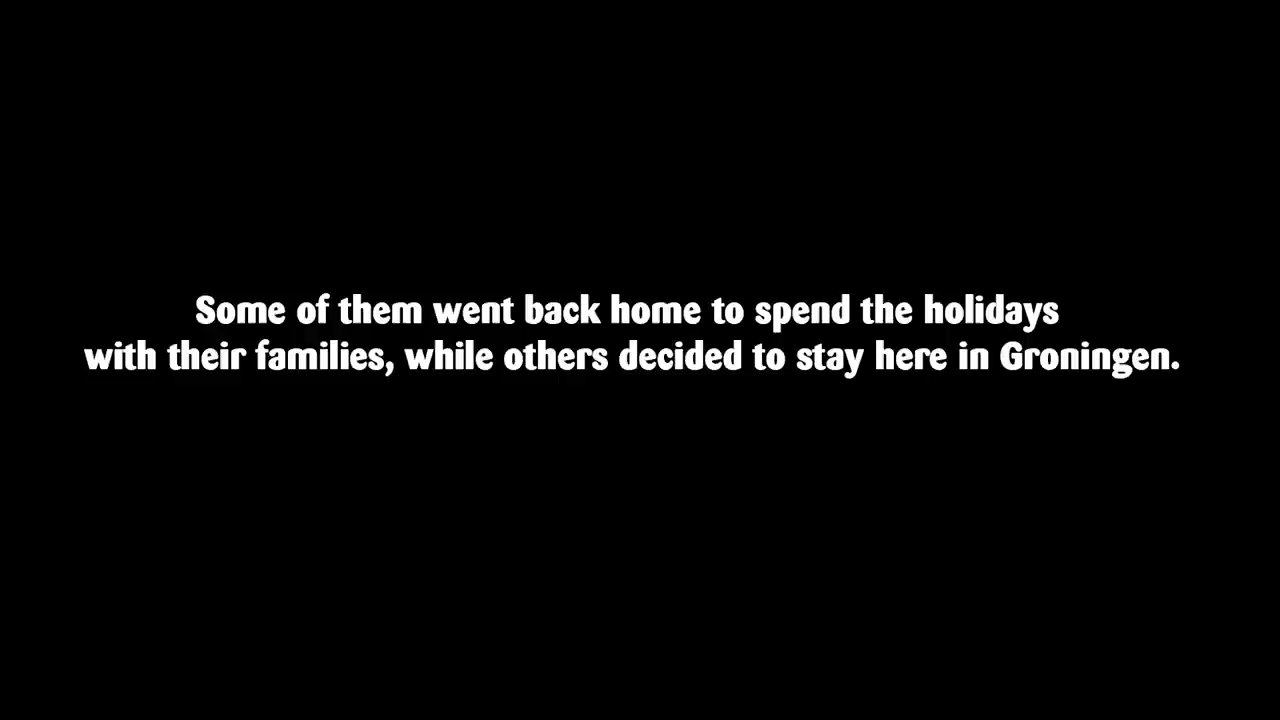 Some of them went back home to spend the holidays
with their families, while others decided to stay here in Groningen.